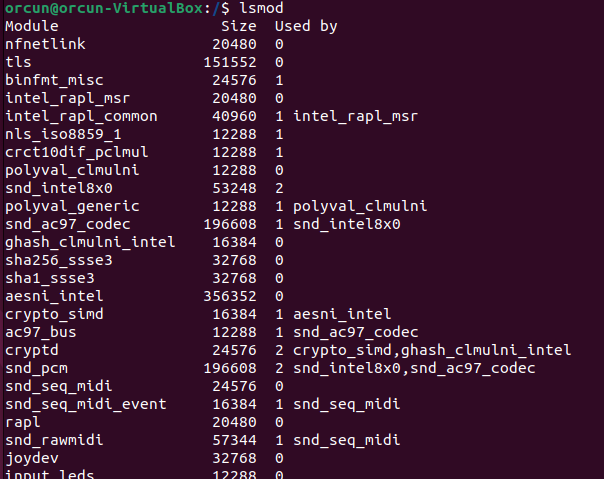 orcun@orcun-VirtualBox:/$ lsmod
Module                  Size  Used by
nfnetlink              20480  0
tls                   151552  0
binfmt_misc            24576  1
intel_rapl_msr         20480  0
intel_rapl_common      40960  1 intel_rapl_msr
nls_iso8859_1          12288  1
crct10dif_pclmul       12288  1
polyval_clmulni        12288  0
snd_intel8x0           53248  2
polyval_generic        12288  1 polyval_clmulni
snd_ac97_codec        196608  1 snd_intel8x0
ghash_clmulni_intel    16384  0
sha256_ssse3           32768  0
sha1_ssse3             32768  0
aesni_intel           356352  0
crypto_simd            16384  1 aesni_intel
ac97_bus               12288  1 snd_ac97_codec
cryptd                 24576  2 crypto_simd,ghash_clmulni_intel
snd_pcm               196608  2 snd_intel8x0,snd_ac97_codec
snd_seq_midi           24576  0
snd_seq_midi_event     16384  1 snd_seq_midi
rapl                   20480  0
snd_rawmidi            57344  1 snd_seq_midi
joydev                 32768  0
input_leds             12288  0